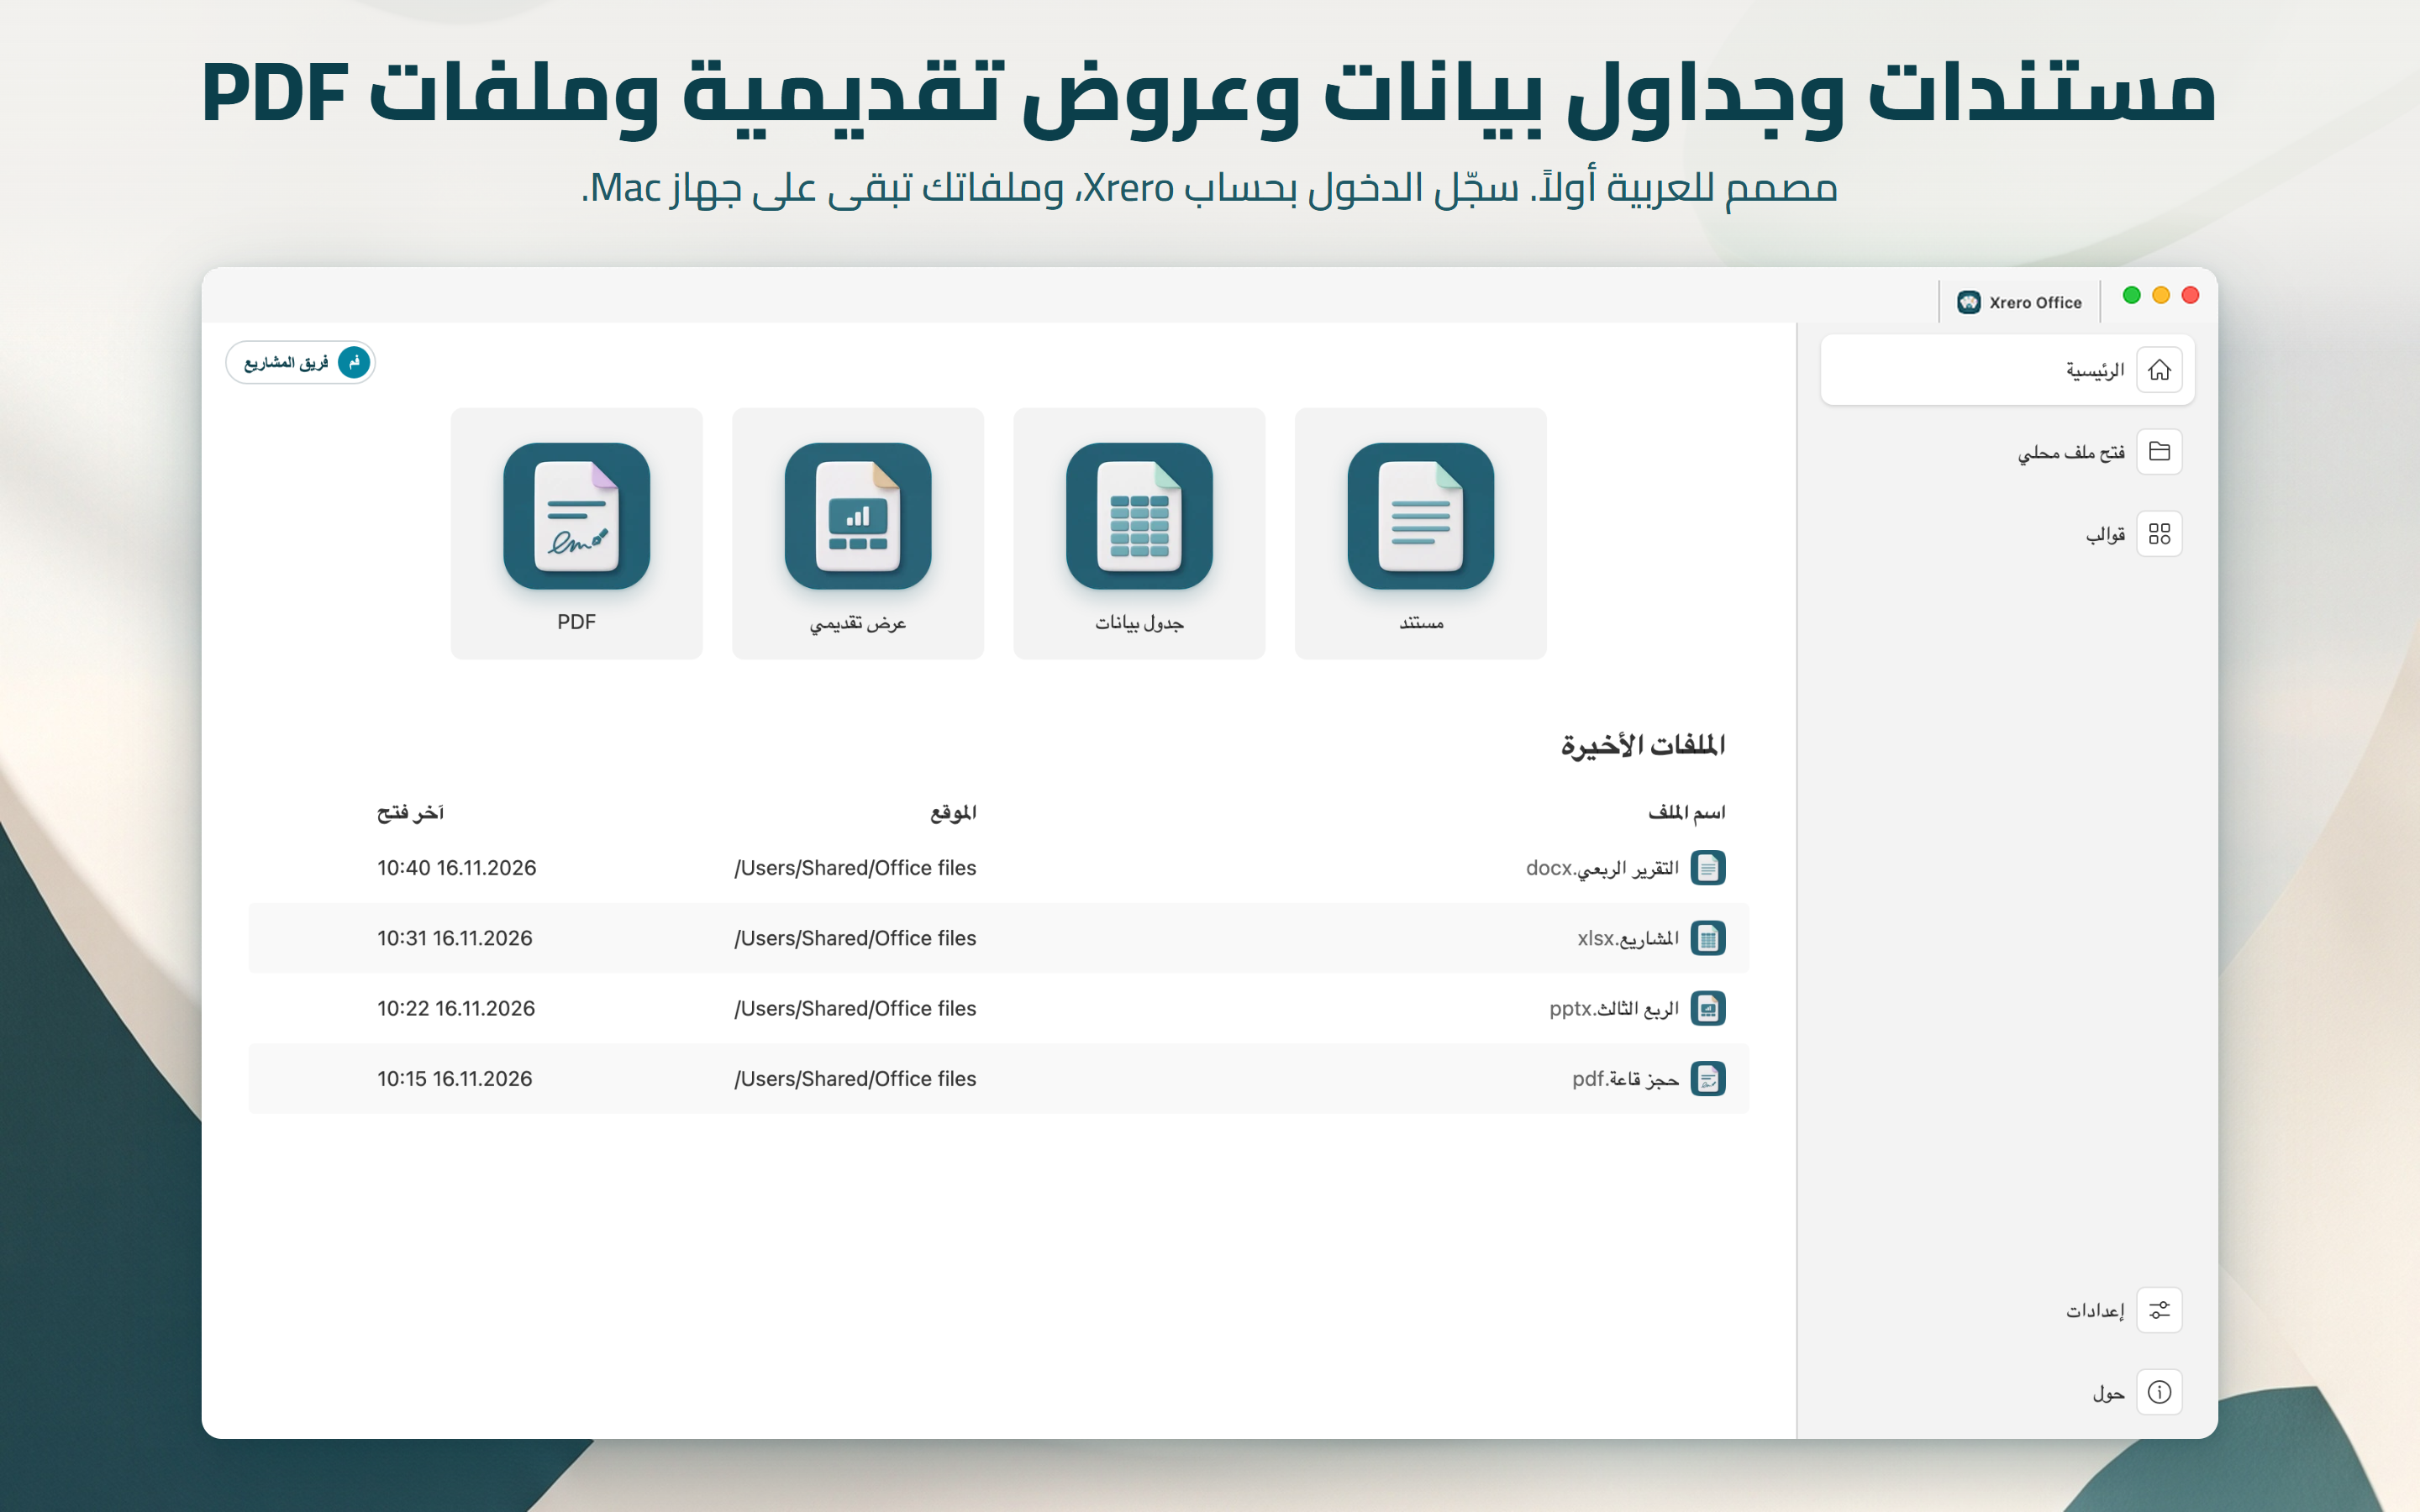 مستندات وجداول بيانات وعروض تقديمية وملفات PDF
مصمم للعربية أولاً. سجّل الدخول بحساب Xrero، وملفاتك تبقى على جهاز Mac.
Xrero Office
الرئيسية
فتح ملف محلي
قوالب
إعدادات
حول
فم فريق المشاريع
مستند
جدول بيانات
عرض تقديمي
PDF
الملفات الأخيرة
اسم الملف الموقع آخر فتح
التقرير الربعي.docx /Users/Shared/Office files 10:40 16.11.2026
المشاريع.xlsx /Users/Shared/Office files 10:31 16.11.2026
الربع الثالث.pptx /Users/Shared/Office files 10:22 16.11.2026
حجز قاعة.pdf /Users/Shared/Office files 10:15 16.11.2026